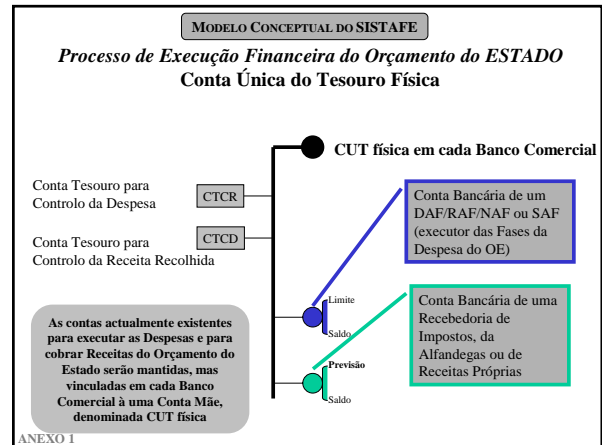 MODELO CONCEPTUAL DO SISTAFE
Processo de Execução Financeira do Orçamento do ESTADO
Conta Única do Tesouro Física
CUT física em cada Banco Comercial
Conta Tesouro para
Controlo da Despesa
CTCR
Conta Tesouro para
Controlo da Receita Recolhida
CTCD
Conta Bancária de um
DAF/RAF/NAF ou SAF
(executor das Fases da
Despesa do OE)
Limite
Saldo
Conta Bancária de uma
Recebedoria de
Impostos, da
Alfandegas ou de
Receitas Próprias
Previsão
Saldo
As contas actualmente existentes
para executar as Despesas e para
cobrar Receitas do Orçamento do
Estado serão mantidas, mas
vinculadas em cada Banco
Comercial à uma Conta Mãe,
denominada CUT física
ANEXO 1